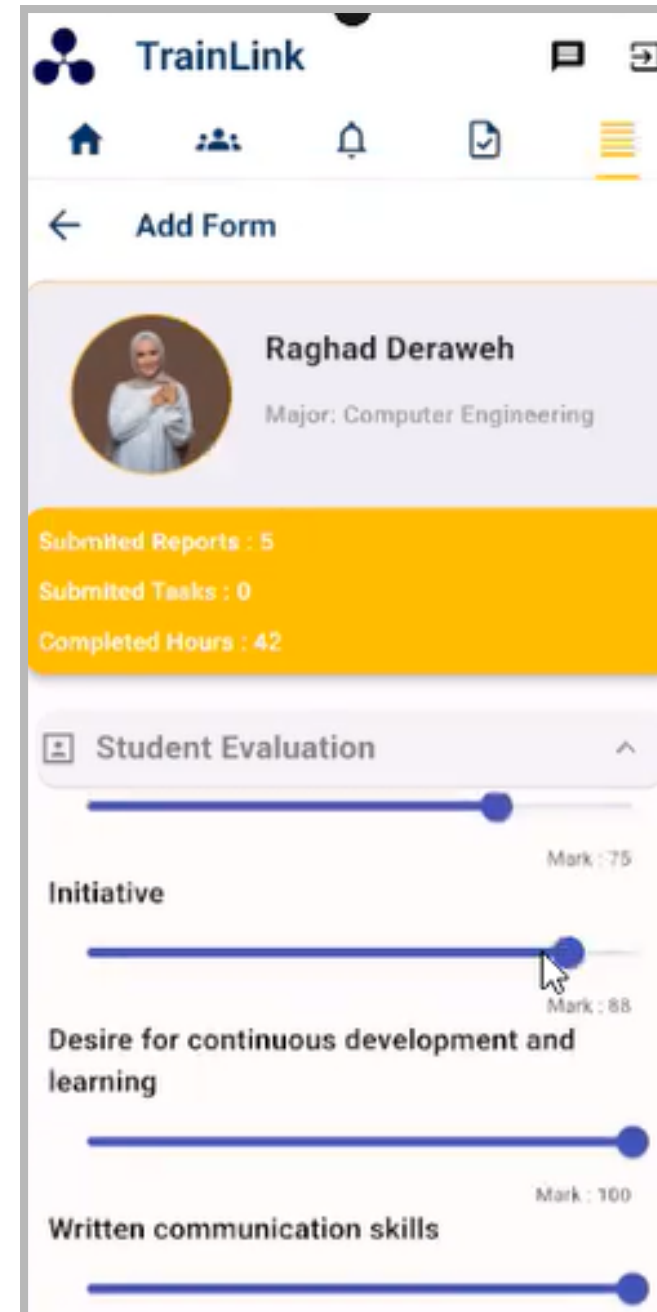 TrainLink
Add Form
Raghad Deraweh
Major: Computer Engineering
Submited Reports : 5
Submited Tasks : 0
Completed Hours : 42
Student Evaluation
Mark : 75
Initiative
Mark : 88
Desire for continuous development and
learning
Mark : 100
Written communication skills